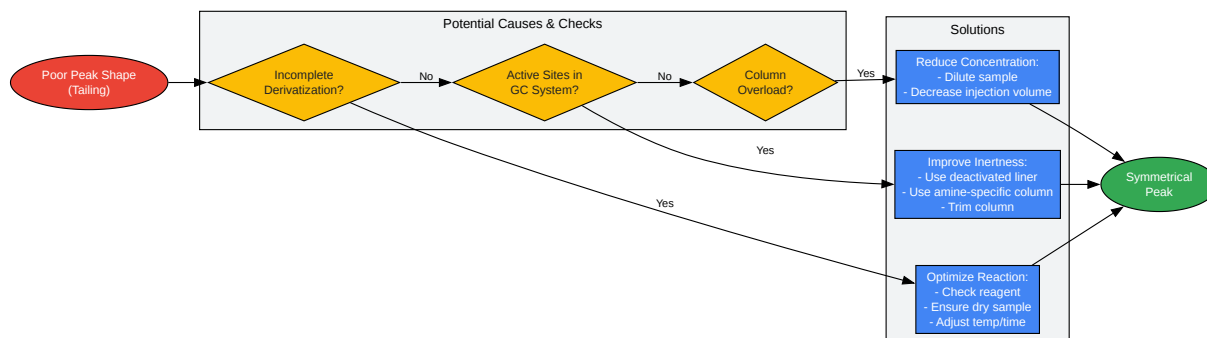 Potential Causes & Checks
Poor Peak Shape
(Tailing)
Incomplete
Derivatization?
No
Active Sites in
GC System?
No
Column
Overload?
Yes
Yes
Yes
Solutions
Reduce Concentration:
- Dilute sample
- Decrease injection volume
Improve Inertness:
- Use deactivated liner
- Use amine-specific column
- Trim column
Optimize Reaction:
- Check reagent
- Ensure dry sample
- Adjust temp/time
Symmetrical
Peak